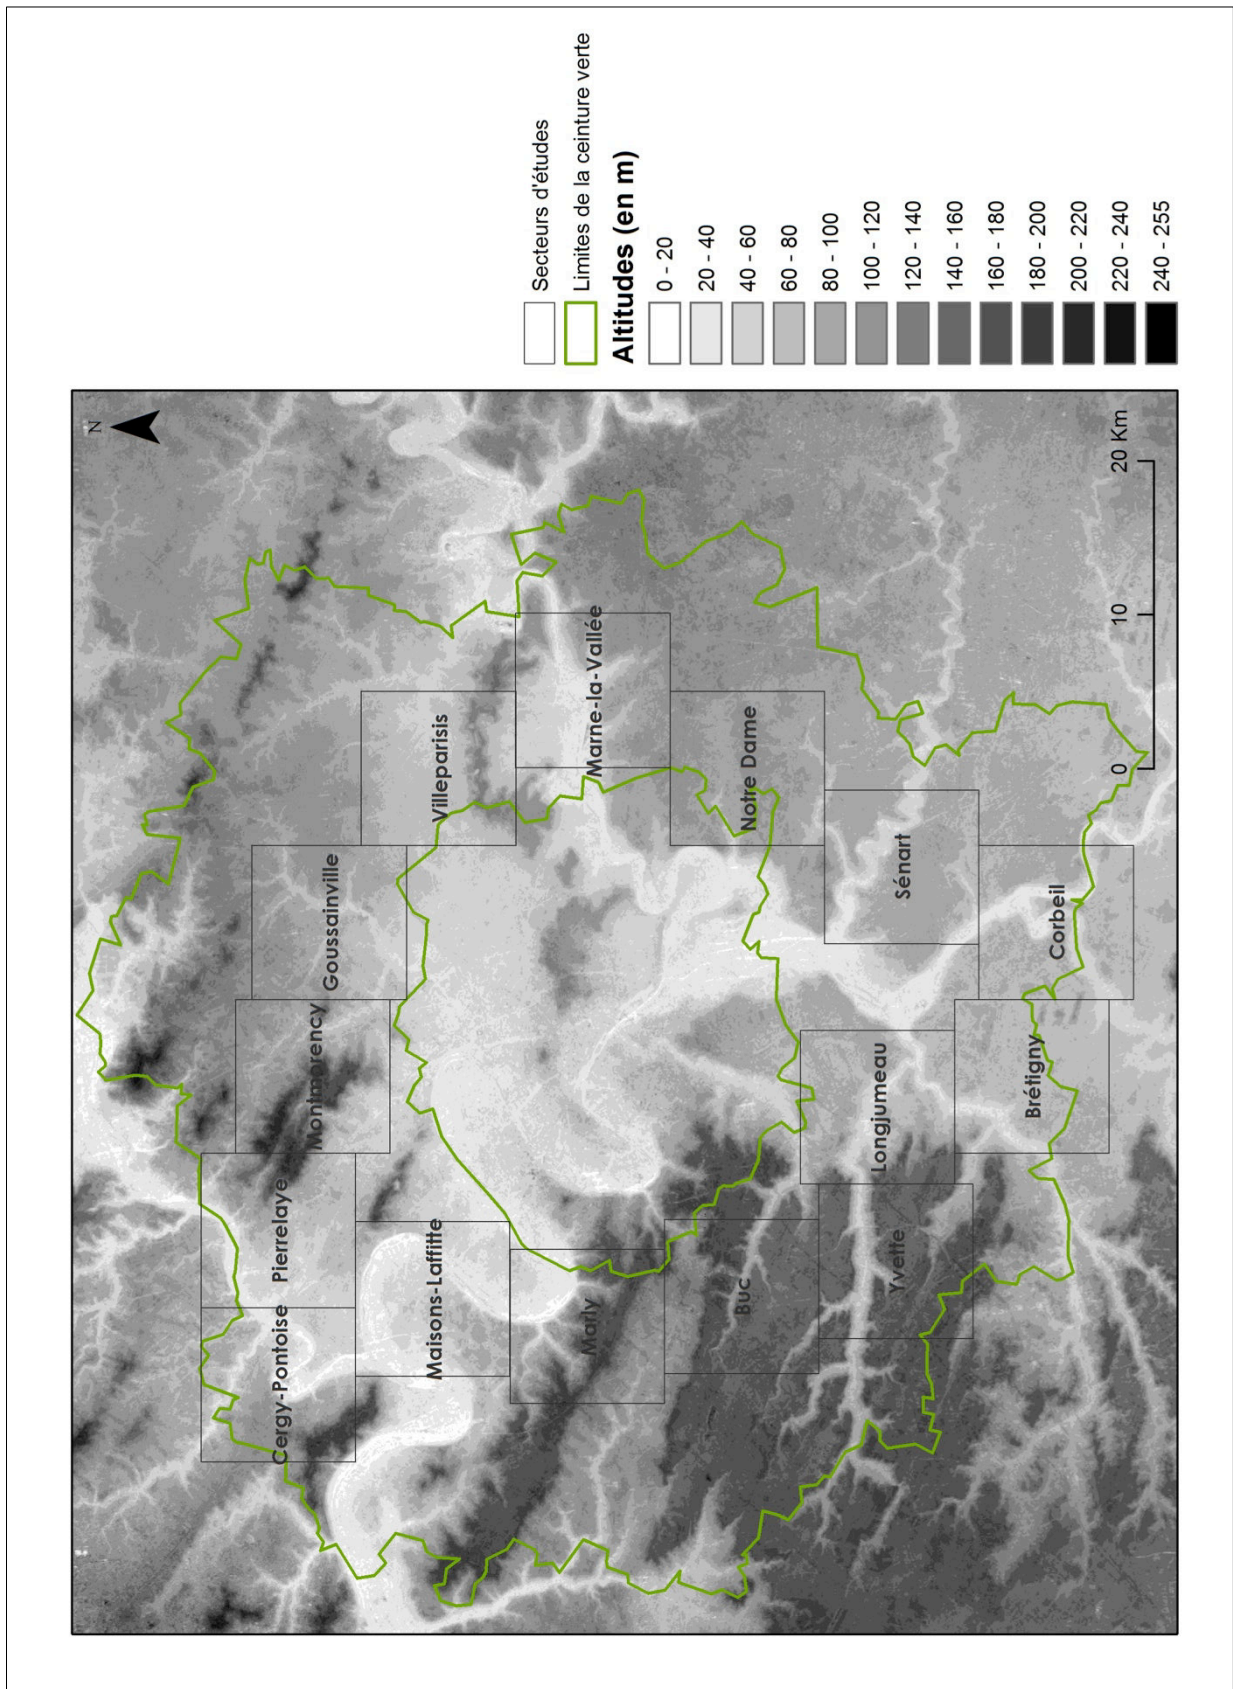 N
Cergy-Pontoise
Pierrelaye
Montmorency
Goussainville
Maisons-Laffitte
Villeparisis
Marly
Marne-la-Vallée
Buc
Notre Dame
Yvette
Longjumeau
Sénart
Brétigny
Corbeil
0
10
20 Km
Secteurs d'études
Limites de la ceinture verte
Altitudes (en m)
0 - 20
20 - 40
40 - 60
60 - 80
80 - 100
100 - 120
120 - 140
140 - 160
160 - 180
180 - 200
200 - 220
220 - 240
240 - 255